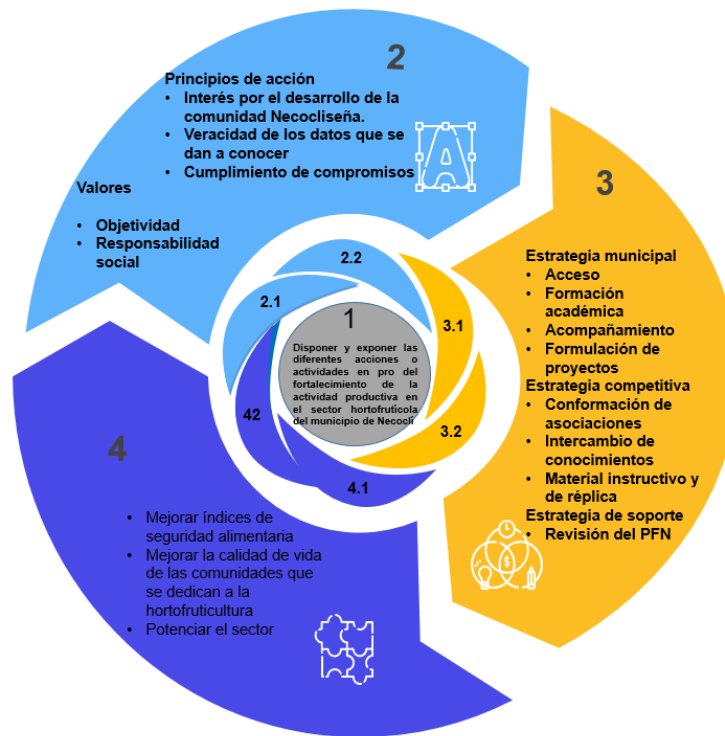 2
Principios de acción
• Interés por el desarrollo de la
comunidad Necocliseña.
• Veracidad de los datos que se
dan a conocer
• Cumplimiento de compromisos
Valores
• Objetividad
• Responsabilidad
social
3
Estrategia municipal
• Acceso
• Formación
académica
• Acompañamiento
• Formulación de
proyectos
Estrategia competitiva
• Conformación de
asociaciones
• Intercambio de
conocimientos
• Material instructivo y
de réplica
Estrategia de soporte
• Revisión del PFN
2.2
2.1
3.1
3.2
4.1
42
1
Disponer y exponer las
diferentes acciones o
actividades en pro del
fortalecimiento de la
actividad productiva en
el sector hortofrutícola
del municipio de Necoclí
4
• Mejorar índices de
seguridad alimentaria
• Mejorar la calidad de vida
de las comunidades que
se dedican a la
hortofruticultura
• Potenciar el sector
A
$